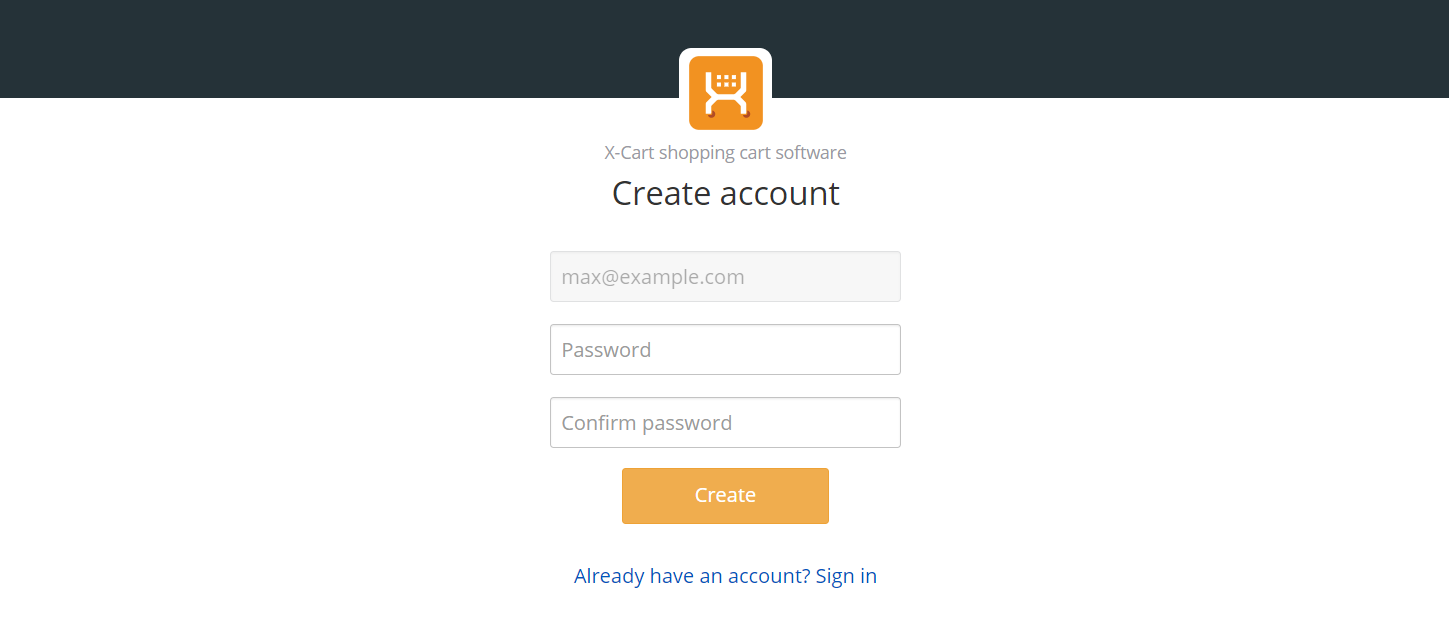 X-Cart shopping cart software
Create account
max@example.com
Password
Confirm password
Create
Already have an account? Sign in